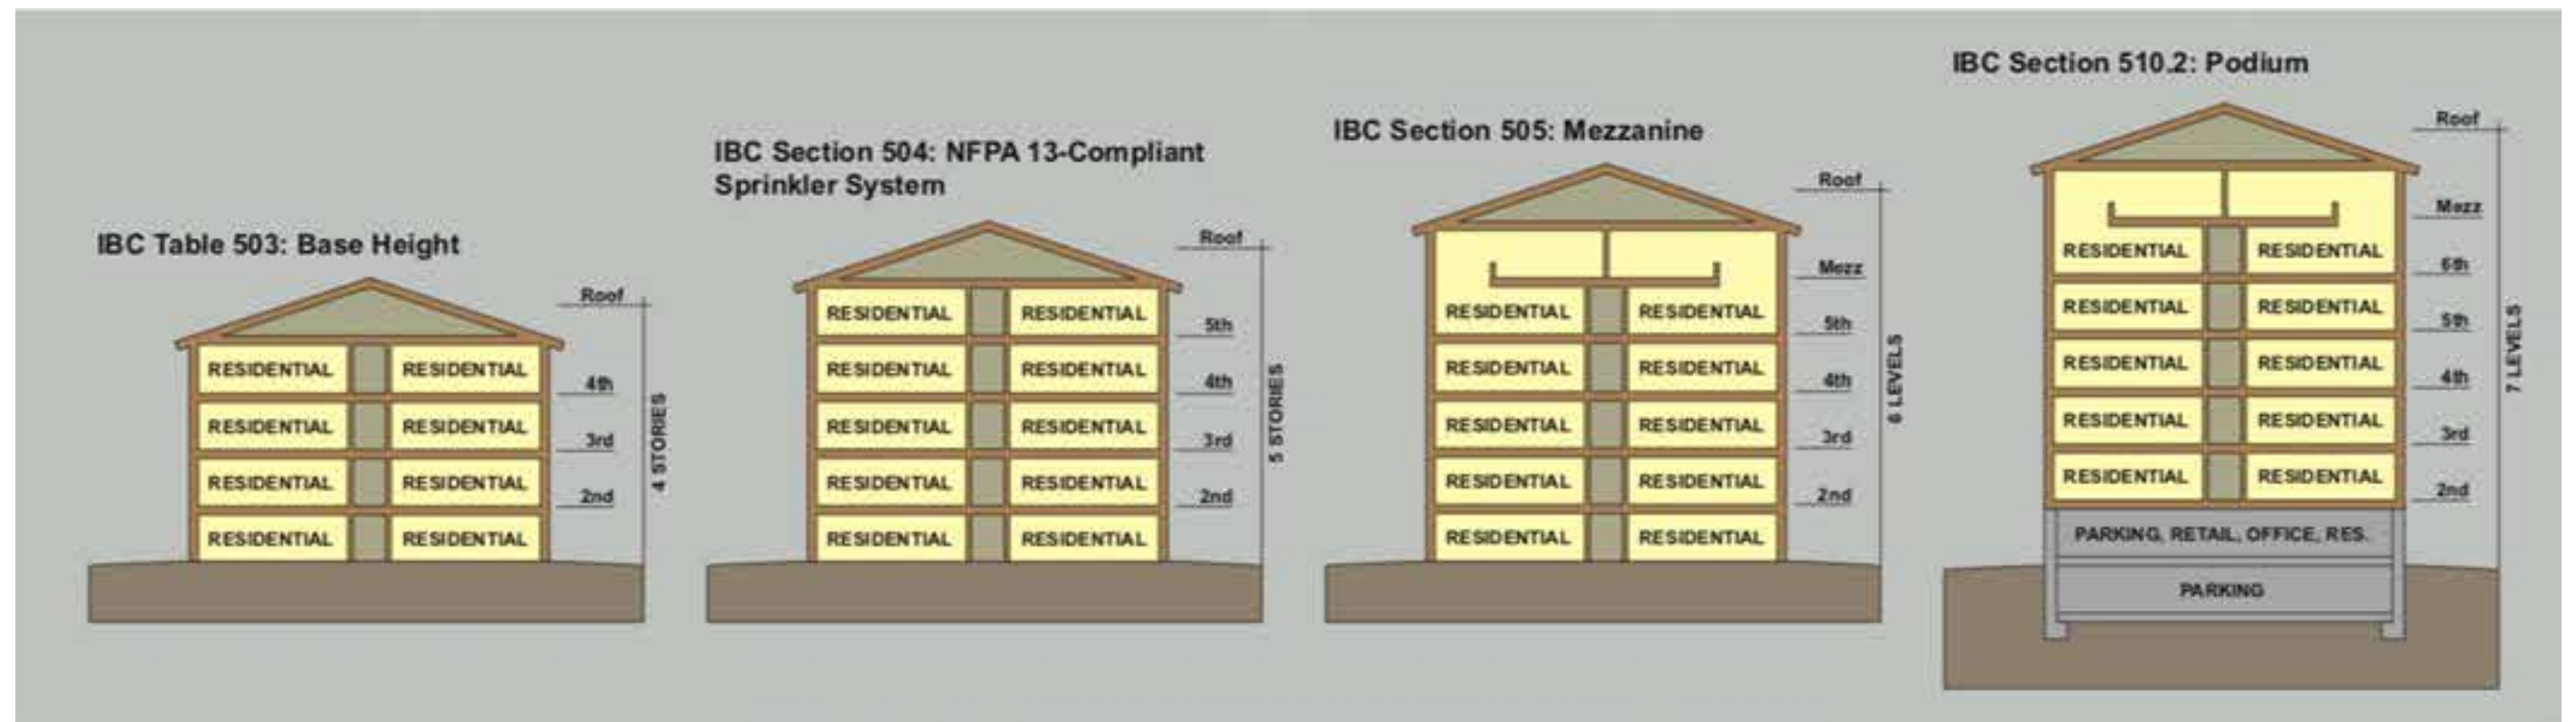 IBC Table 503: Base Height
Roof
RESIDENTIAL RESIDENTIAL
4th
RESIDENTIAL RESIDENTIAL
3rd
RESIDENTIAL RESIDENTIAL
2nd
RESIDENTIAL RESIDENTIAL
4 STORIES
IBC Section 504: NFPA 13-Compliant
Sprinkler System
Roof
RESIDENTIAL RESIDENTIAL
5th
RESIDENTIAL RESIDENTIAL
4th
RESIDENTIAL RESIDENTIAL
3rd
RESIDENTIAL RESIDENTIAL
2nd
RESIDENTIAL RESIDENTIAL
5 STORIES
IBC Section 505: Mezzanine
Roof
Mezz
RESIDENTIAL RESIDENTIAL
5th
RESIDENTIAL RESIDENTIAL
4th
RESIDENTIAL RESIDENTIAL
3rd
RESIDENTIAL RESIDENTIAL
2nd
RESIDENTIAL RESIDENTIAL
6 LEVELS
IBC Section 510.2: Podium
Roof
Mezz
RESIDENTIAL RESIDENTIAL
6th
RESIDENTIAL RESIDENTIAL
5th
RESIDENTIAL RESIDENTIAL
4th
RESIDENTIAL RESIDENTIAL
3rd
RESIDENTIAL RESIDENTIAL
2nd
PARKING, RETAIL, OFFICE, RES.
PARKING
7 LEVELS